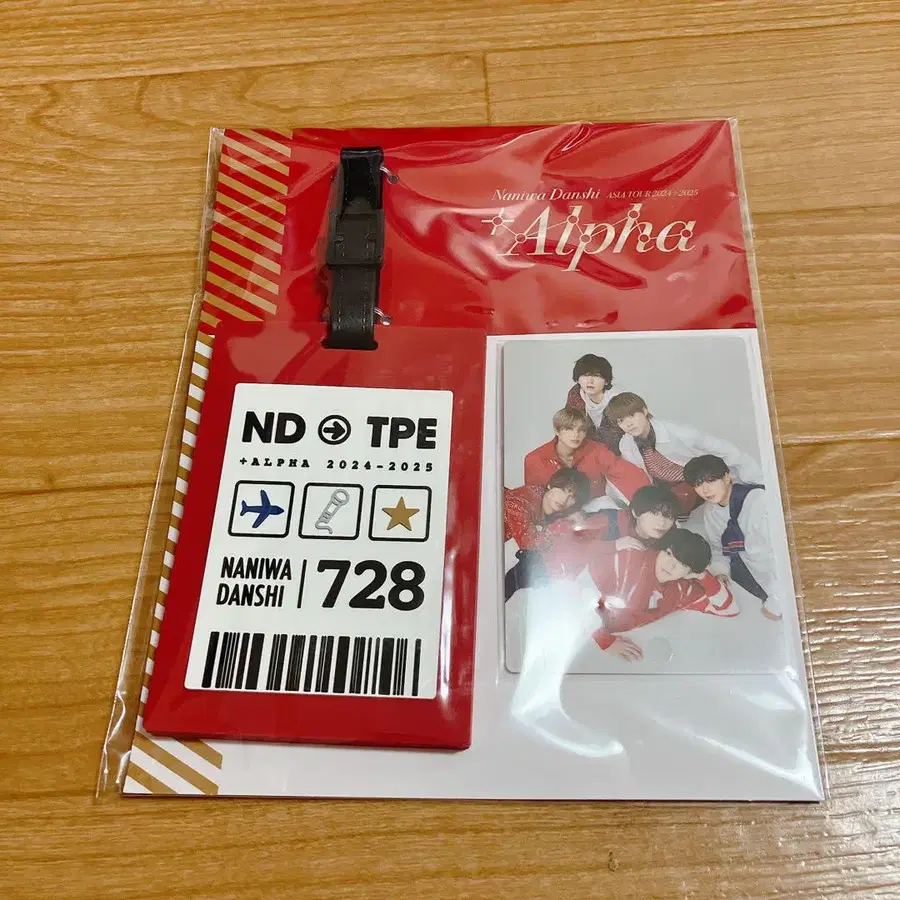 Naniwa Danshi ASIA TOUR 2024+2025
+Alpha
ND → TPE
+ALPHA 2024-2025
NANIWA
DANSHI
728